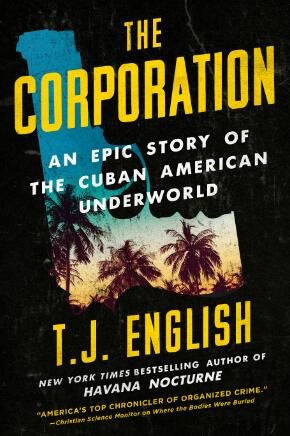 THE
CORPORATION
AN EPIC STORY OF
THE CUBAN AMERICAN
UNDERWORLD
T.J. ENGLISH
NEW YORK TIMES BESTSELLING AUTHOR OF
HAVANA NOCTURNE
"AMERICA'S TOP CHRONICLER OF ORGANIZED CRIME."
—Christian Science Monitor on Where the Bodies Were Buried